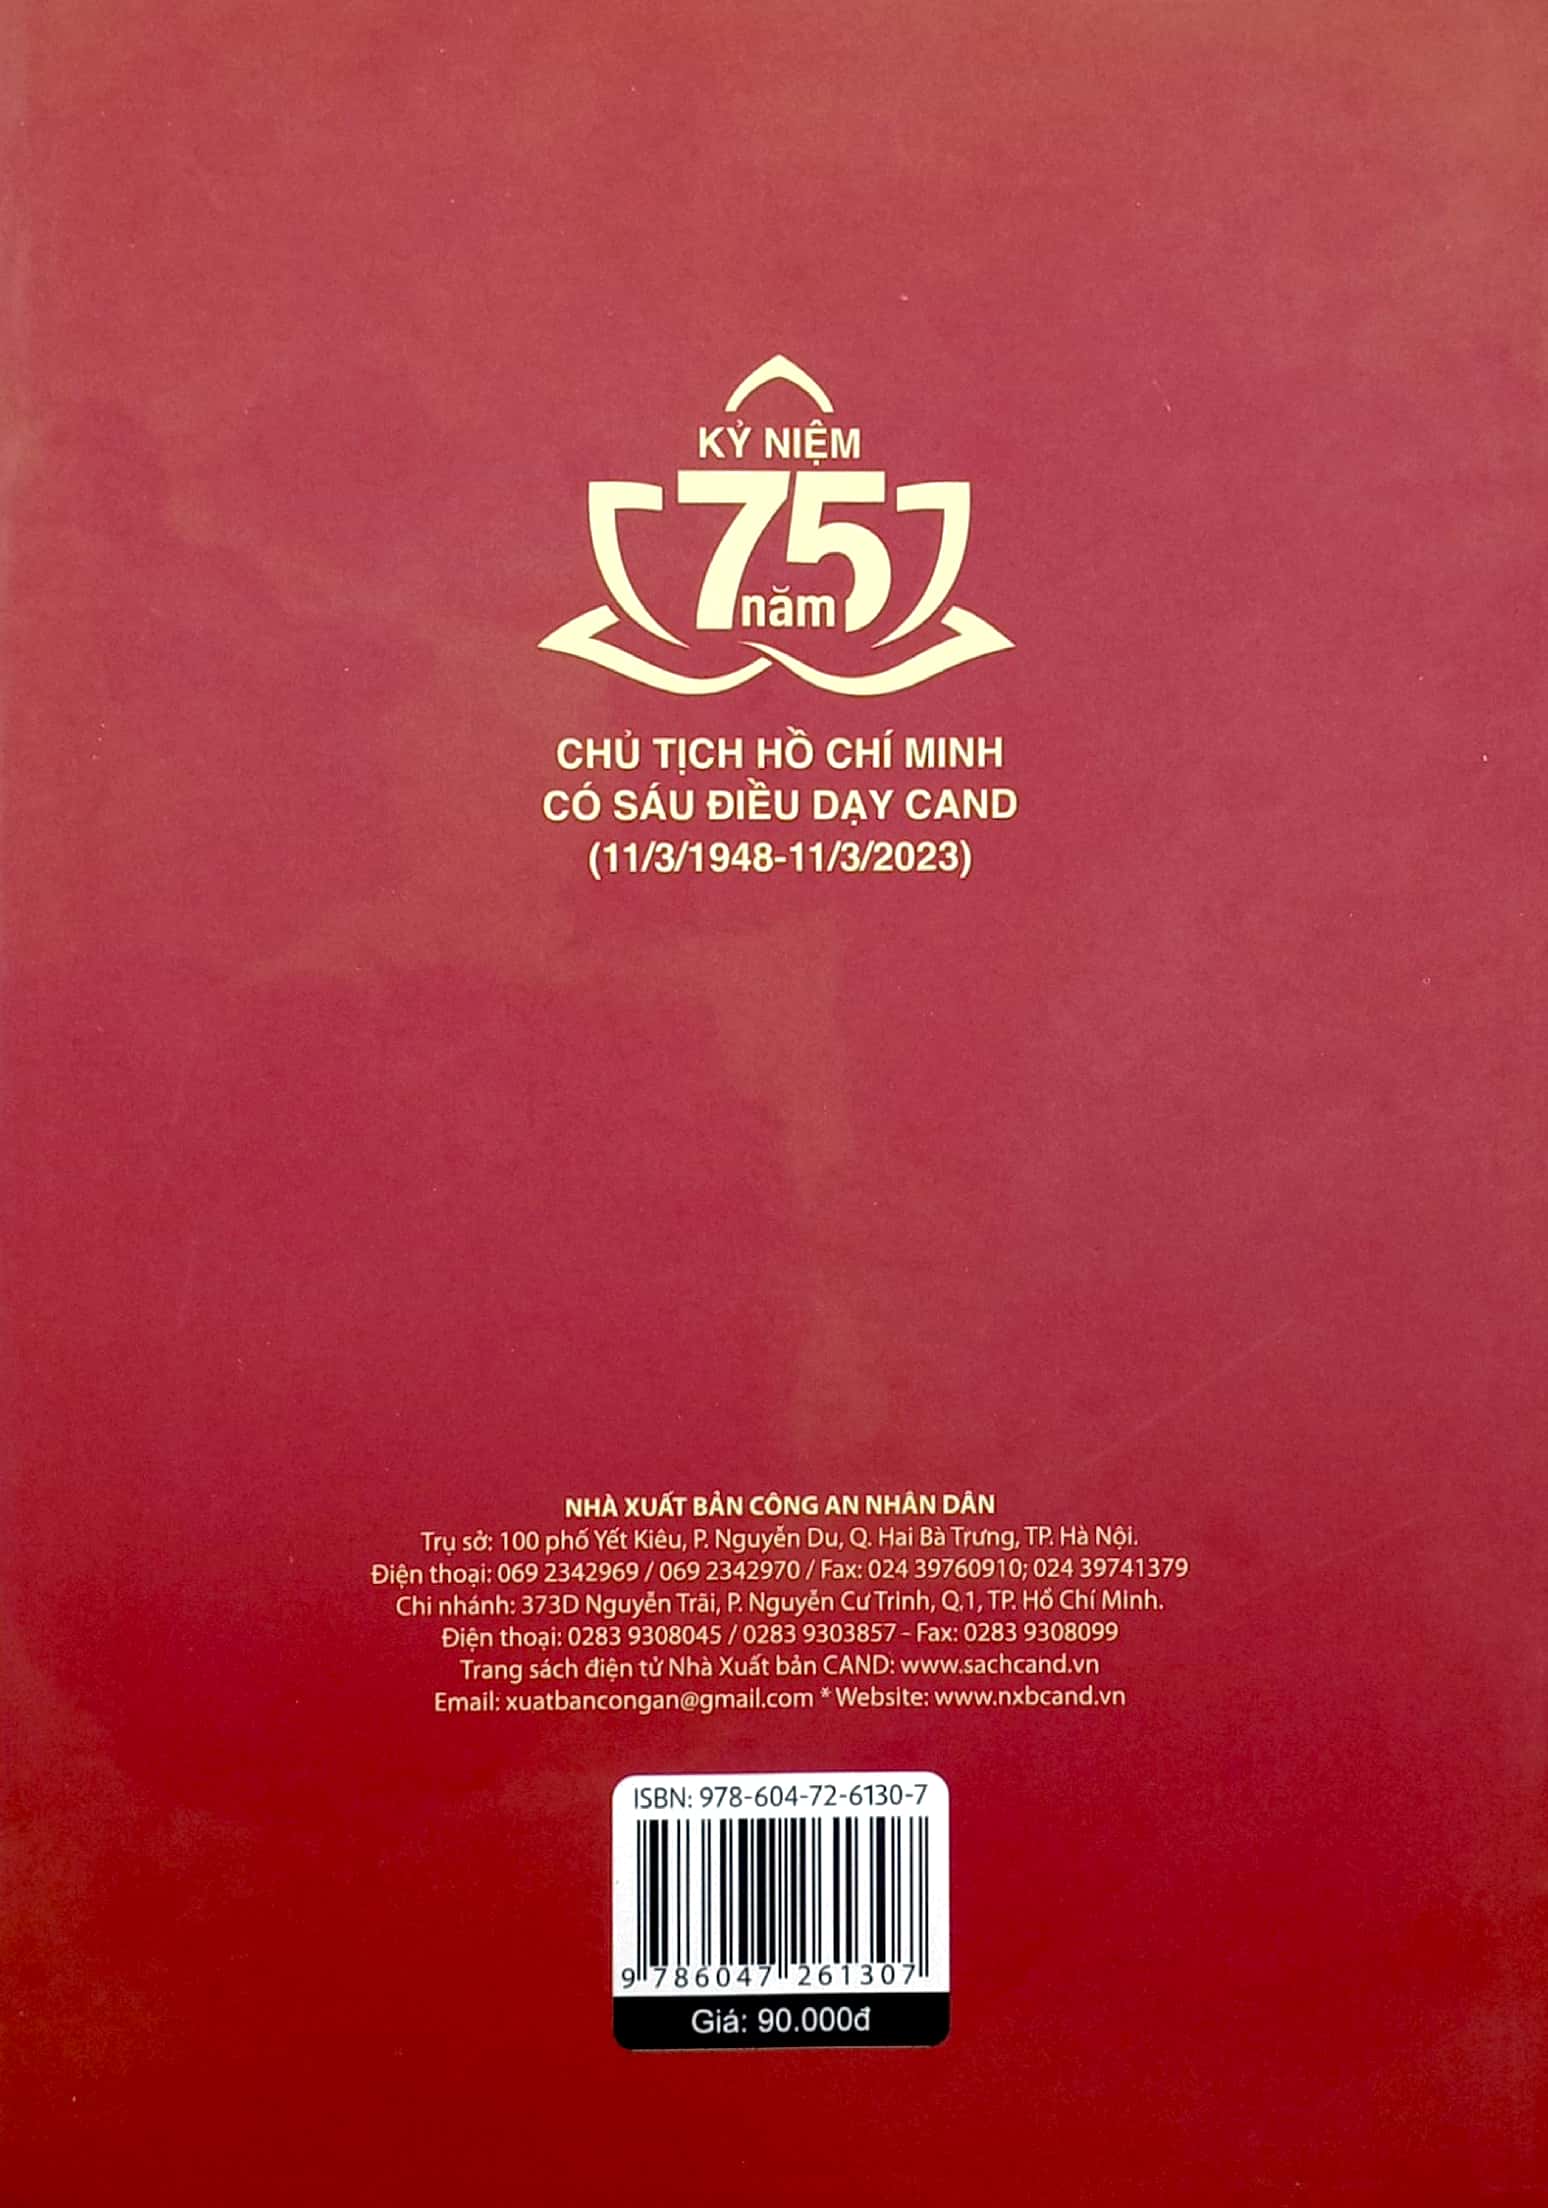 KỶ NIỆM
75
năm
CHỦ TỊCH HỒ CHÍ MINH
CÓ SÁU ĐIỀU DẠY CAND
(11/3/1948-11/3/2023)
NHÀ XUẤT BẢN CÔNG AN NHÂN DÂN
Trụ sở: 100 phố Yết Kiêu, P. Nguyễn Du, Q. Hai Bà Trưng, TP. Hà Nội.
Điện thoại: 069 2342969 / 069 2342970 / Fax: 024 39760910; 024 39741379
Chi nhánh: 373D Nguyễn Trãi, P. Nguyễn Cư Trinh, Q.1, TP. Hồ Chí Minh.
Điện thoại: 0283 9308045 / 0283 9303857 - Fax: 0283 9308099
Trang sách điện tử Nhà Xuất bản CAND: www.sachcand.vn
Email: xuatbancongan@gmail.com * Website: www.nxbcand.vn
ISBN: 978-604-72-6130-7
9 786047 261307
Giá: 90.000đ